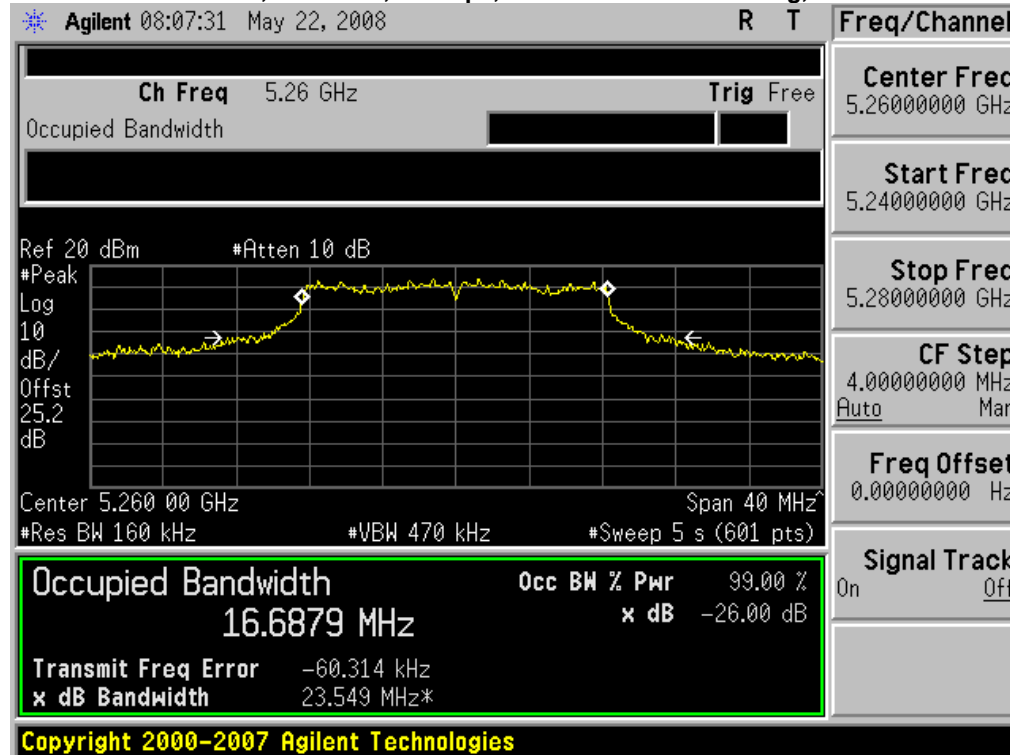 Agilent 08:07:31 May 22, 2008 R T
Ch Freq 5.26 GHz Trig Free
Occupied Bandwidth
Ref 20 dBm #Atten 10 dB
#Peak
Log
10
dB/
Offst
25.2
dB
Center 5.260 00 GHz Span 40 MHz^
#Res BW 160 kHz #VBW 470 kHz #Sweep 5 s (601 pts)
Occupied Bandwidth
16.6879 MHz
Occ BW % Pwr 99.00 %
x dB -26.00 dB
Transmit Freq Error -60.314 kHz
x dB Bandwidth 23.549 MHz*
Copyright 2000-2007 Agilent Technologies
Freq/Channel
Center Freq
5.26000000 GHz
Start Freq
5.24000000 GHz
Stop Freq
5.28000000 GHz
CF Step
4.00000000 MHz
Auto Man
Freq Offset
0.00000000 Hz
Signal Track
On Off